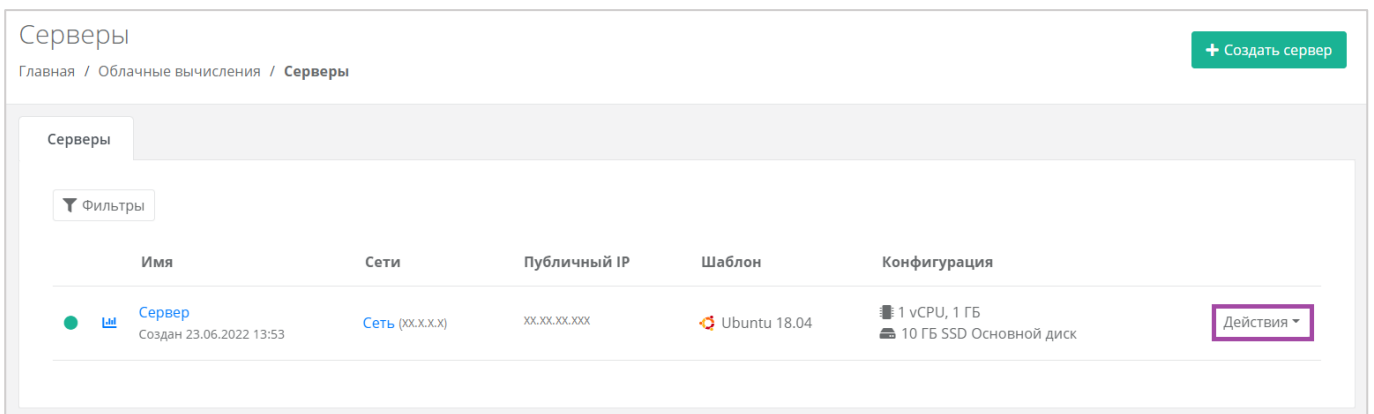 Серверы
+ Создать сервер
Главная / Облачные вычисления / Серверы
Серверы
Фильтры
Имя Сети Публичный IP Шаблон Конфигурация
Сервер Сеть (XX.X.X.X) XX.XX.XX.XXX Ubuntu 18.04 1 vCPU, 1 ГБ Действия
Создан 23.06.2022 13:53 10 ГБ SSD Основной диск